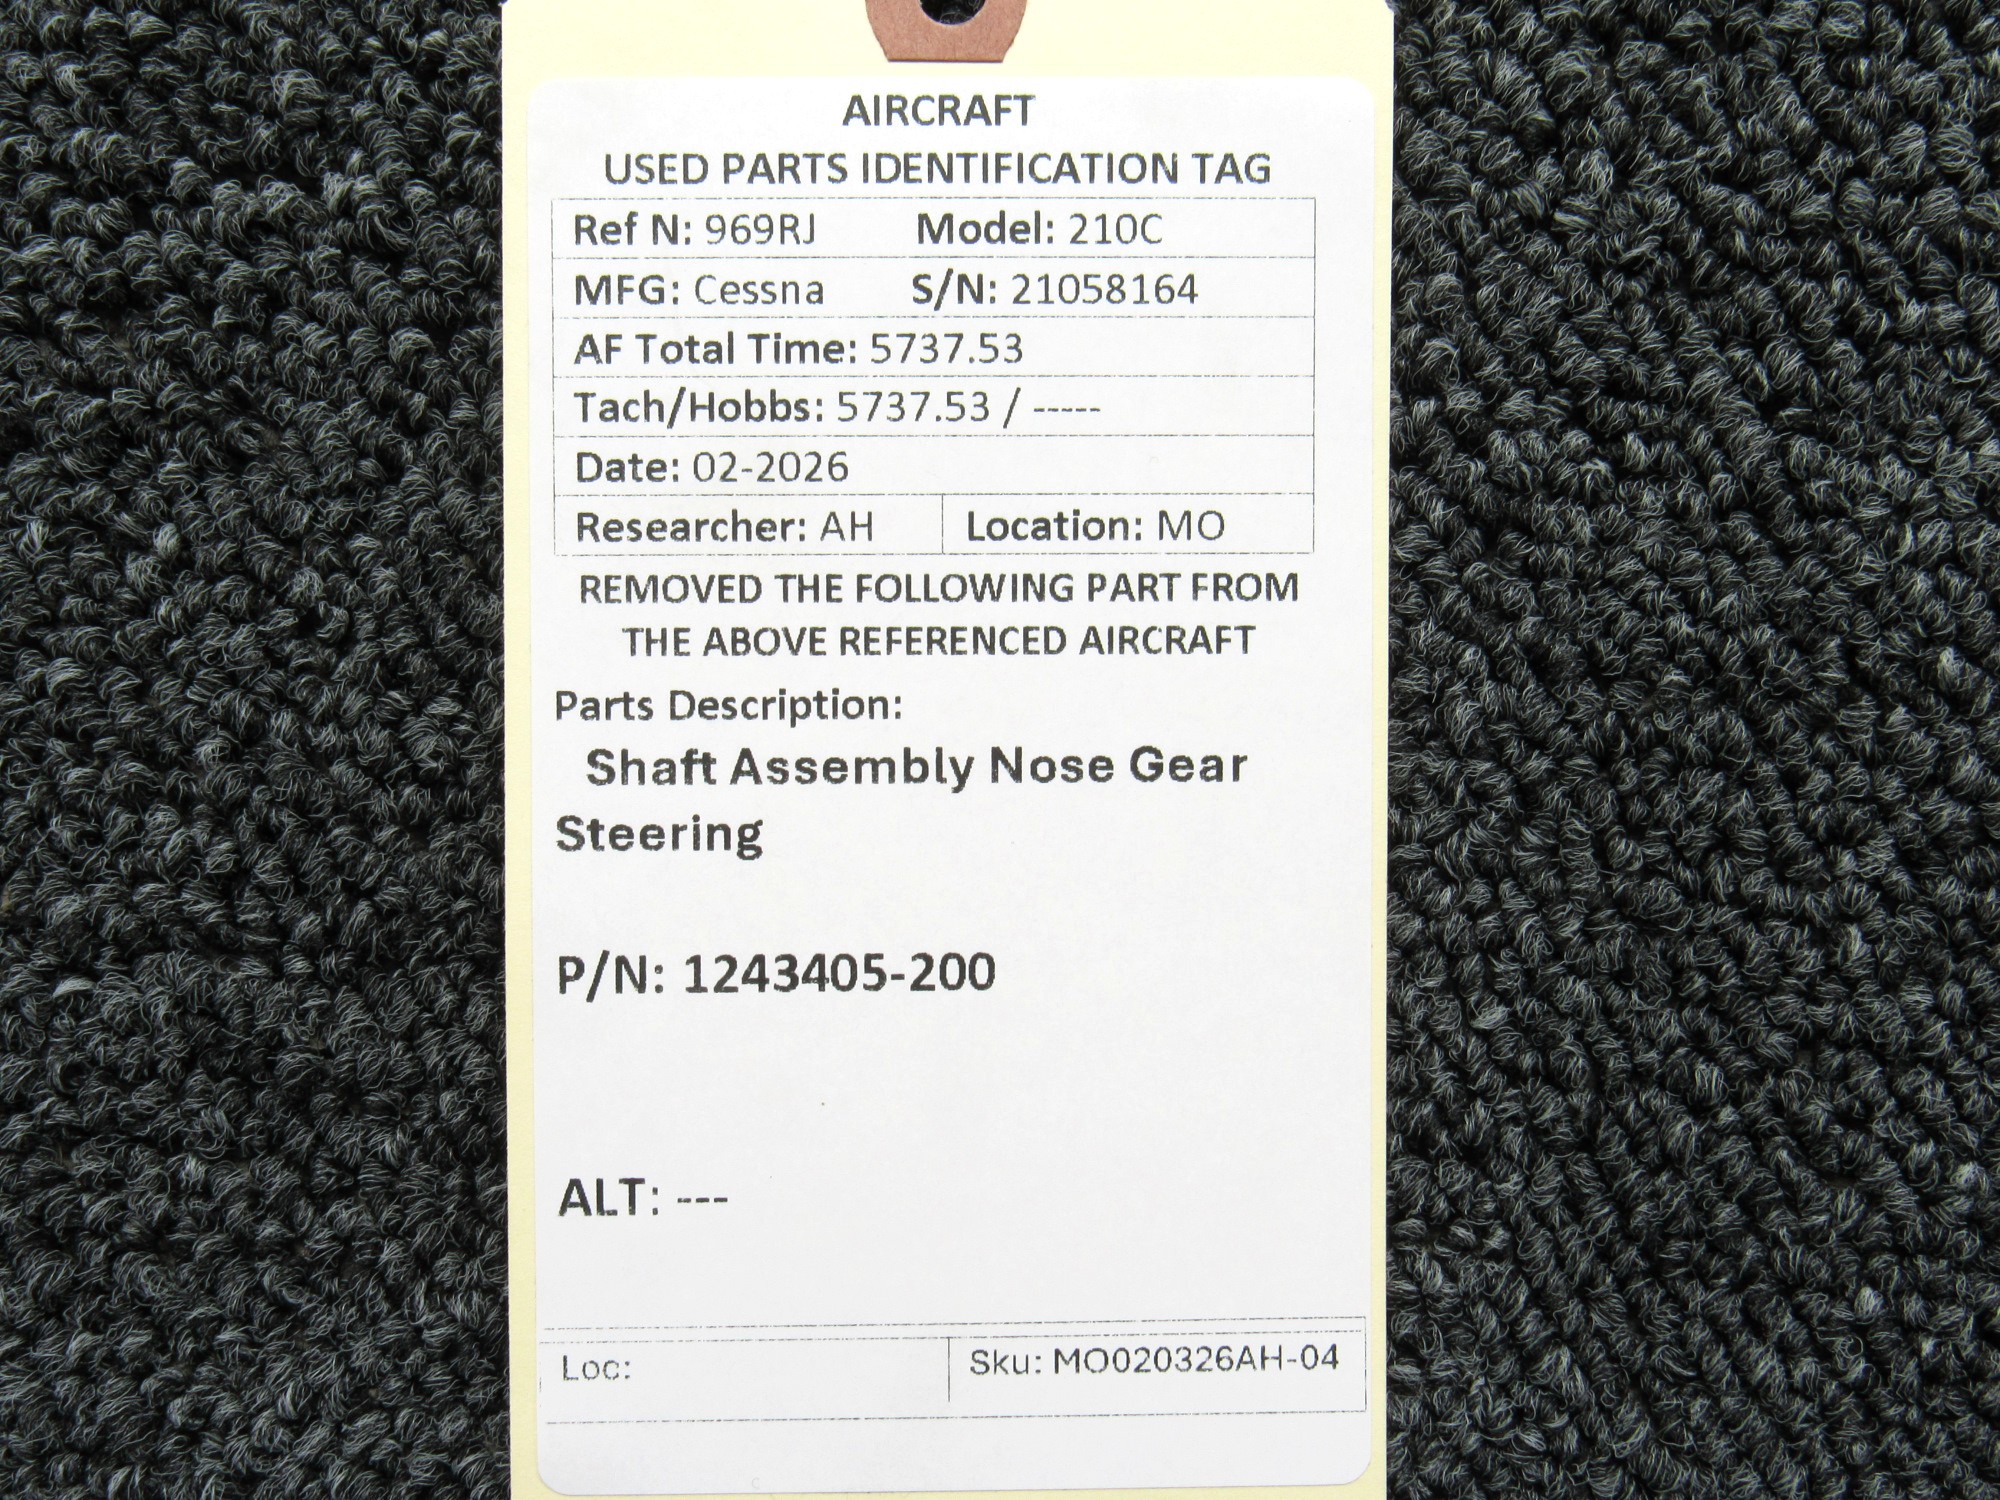 AIRCRAFT
USED PARTS IDENTIFICATION TAG
Ref N: 969RJ Model: 210C
MFG: Cessna S/N: 21058164
AF Total Time: 5737.53
Tach/Hobbs: 5737.53 / -----
Date: 02-2026
Researcher: AH Location: MO
REMOVED THE FOLLOWING PART FROM
THE ABOVE REFERENCED AIRCRAFT
Parts Description:
Shaft Assembly Nose Gear
Steering
P/N: 1243405-200
ALT: ---
Loc: Sku: MO020326AH-04